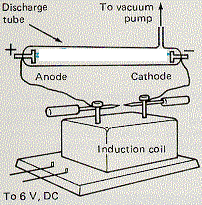 Discharge
tube
To vacuum
pump
+
−
Anode
Cathode
Induction coil
To 6 V, DC